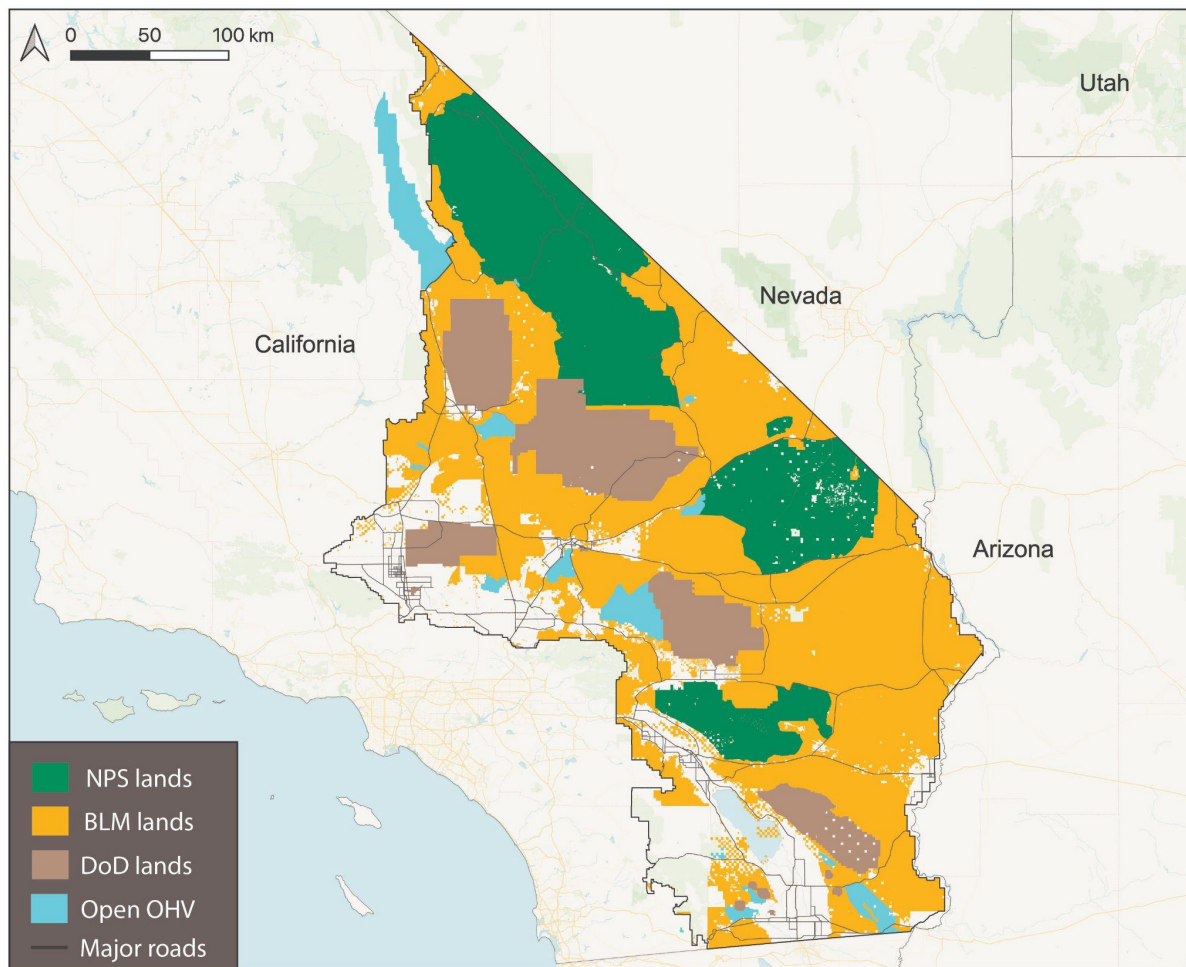 0 50 100 km
Utah
Nevada
California
Arizona
NPS lands
BLM lands
DoD lands
Open OHV
Major roads